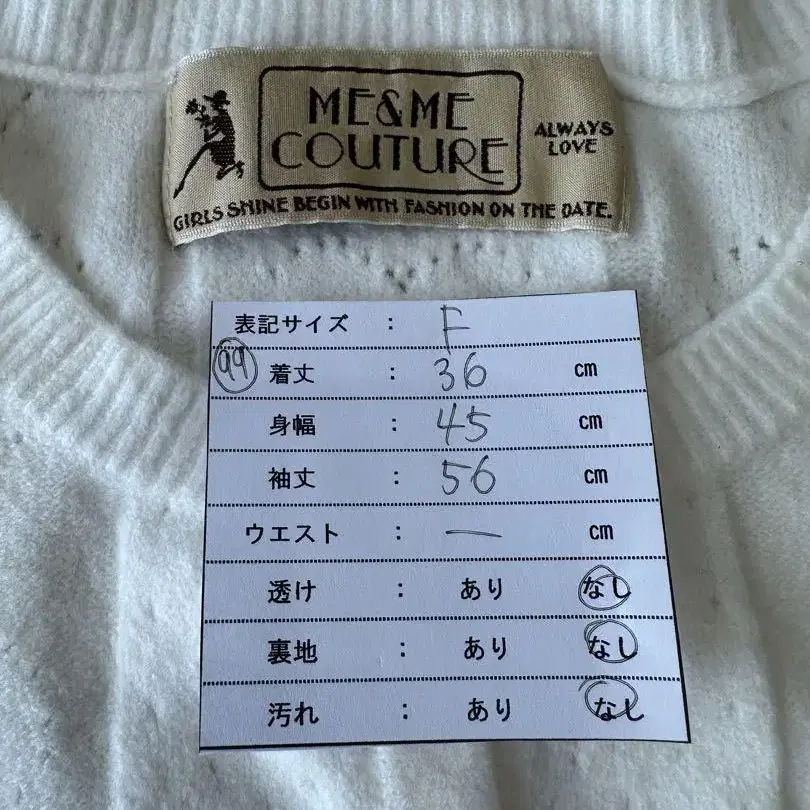 ME&ME
COUTURE
ALWAYS
LOVE
GIRLS SHINE BEGIN WITH FASHION ON THE DATE.
表記サイズ : F
99 着丈 : 36 cm
身幅 : 45 cm
袖丈 : 56 cm
ウエスト : — cm
透け : あり なし
裏地 : あり なし
汚れ : あり なし